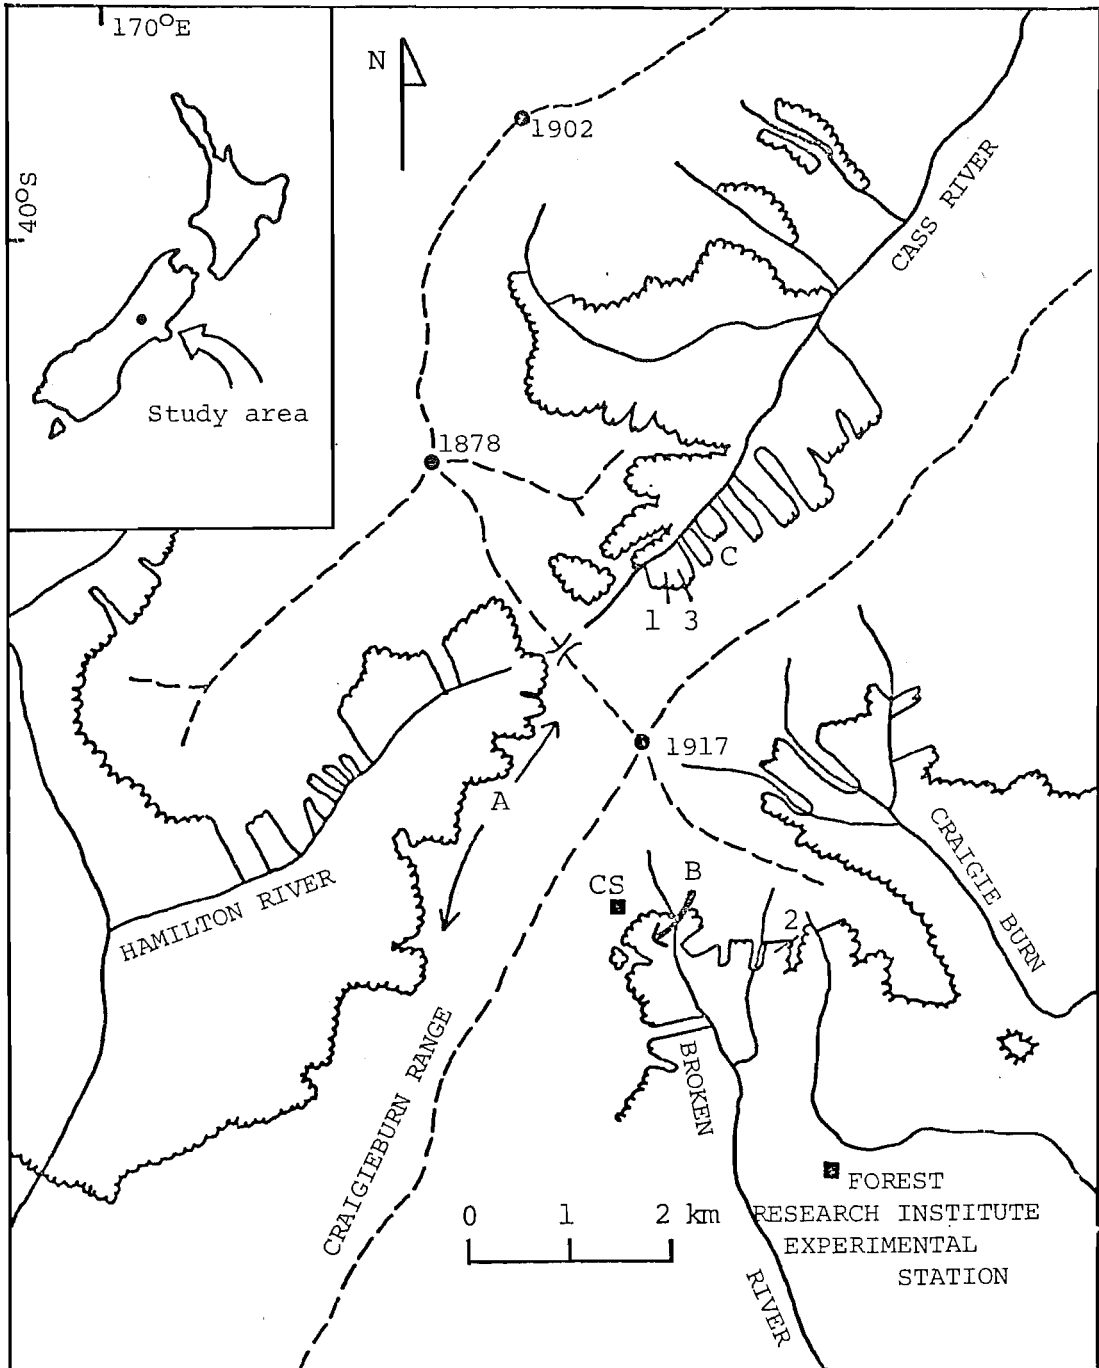 170°E
N
1902
40°S
CASS RIVER
Study area
1878
C
1 3
1917
A
CRAIGIE BURN
CS
B
2
HAMILTON RIVER
CRAIGIEBURN RANGE
BROKEN
RIVER
0 1 2 km
FOREST
RESEARCH INSTITUTE
EXPERIMENTAL
STATION